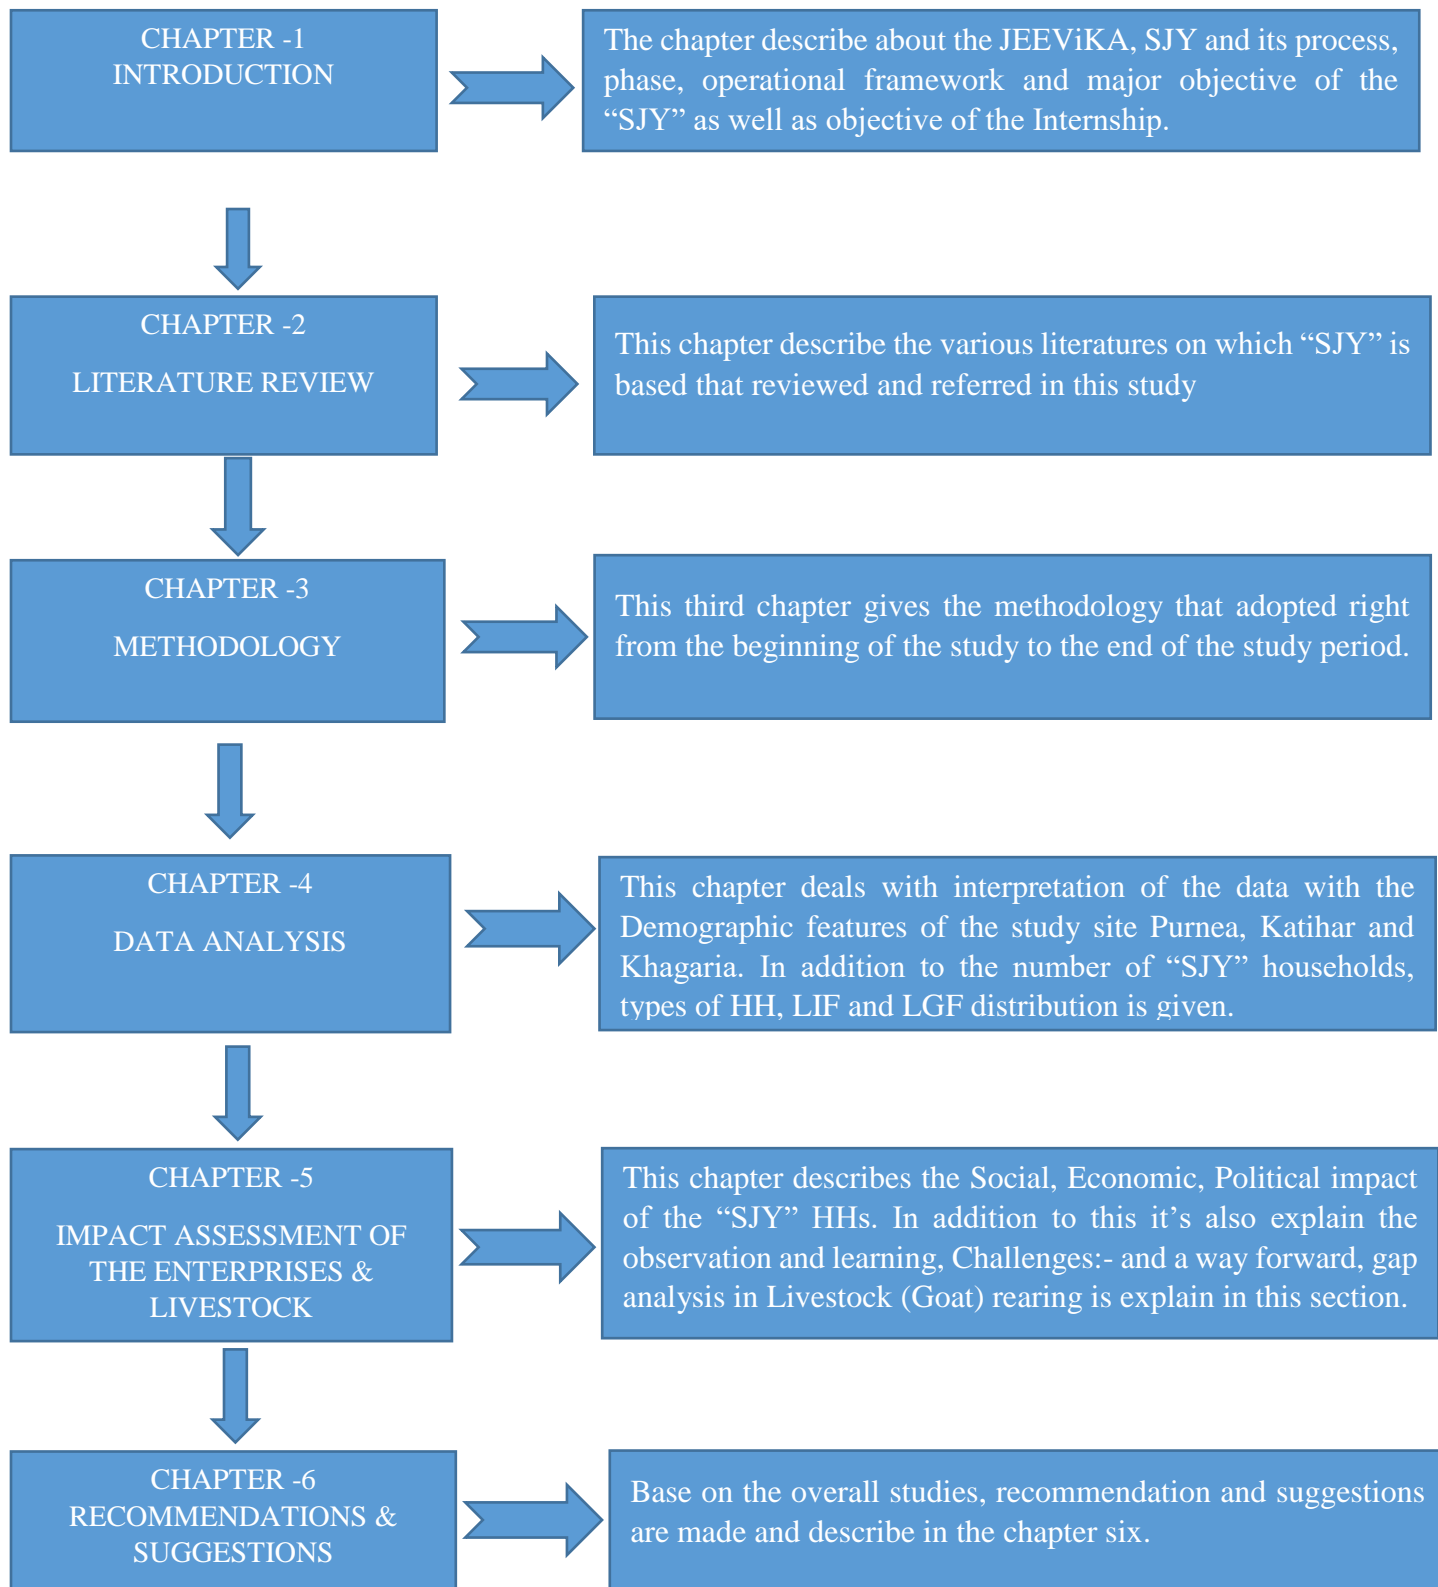 CHAPTER -1
INTRODUCTION
The chapter describe about the JEEViKA, SJY and its process,
phase, operational framework and major objective of the
“SJY” as well as objective of the Internship.
CHAPTER -2
LITERATURE REVIEW
This chapter describe the various literatures on which “SJY” is
based that reviewed and referred in this study
CHAPTER -3
METHODOLOGY
This third chapter gives the methodology that adopted right
from the beginning of the study to the end of the study period.
CHAPTER -4
DATA ANALYSIS
This chapter deals with interpretation of the data with the
Demographic features of the study site Purnea, Katihar and
Khagaria. In addition to the number of “SJY” households,
types of HH, LIF and LGF distribution is given.
CHAPTER -5
IMPACT ASSESSMENT OF
THE ENTERPRISES &
LIVESTOCK
This chapter describes the Social, Economic, Political impact
of the “SJY” HHs. In addition to this it’s also explain the
observation and learning, Challenges:- and a way forward, gap
analysis in Livestock (Goat) rearing is explain in this section.
CHAPTER -6
RECOMMENDATIONS &
SUGGESTIONS
Base on the overall studies, recommendation and suggestions
are made and describe in the chapter six.